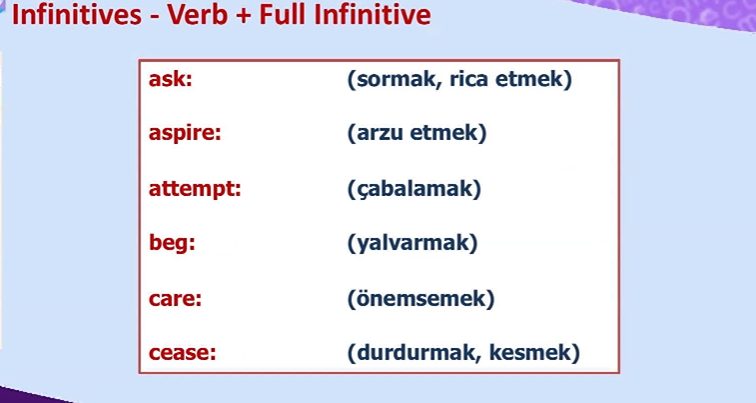 Infinitives - Verb + Full Infinitive
ask: (sormak, rica etmek)
aspire: (arzu etmek)
attempt: (çabalamak)
beg: (yalvarmak)
care: (önemsemek)
cease: (durdurmak, kesmek)